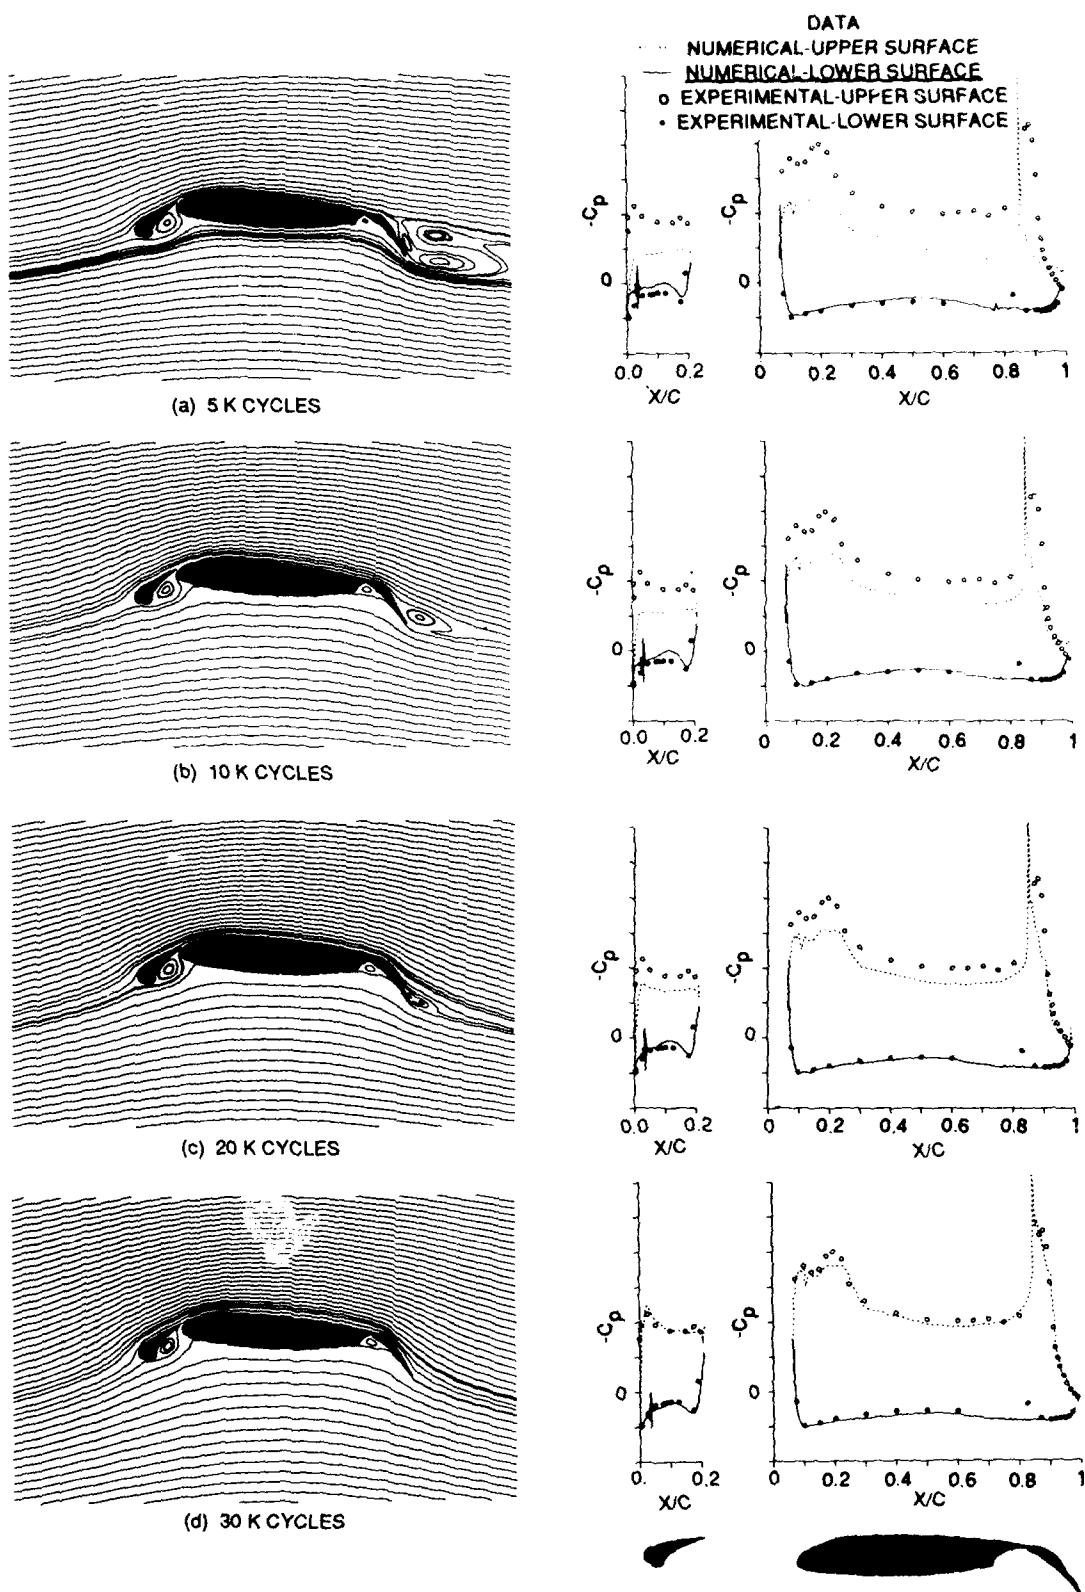 DATA
NUMERICAL-UPPER SURFACE
NUMERICAL-LOWER SURFACE
EXPERIMENTAL-UPPER SURFACE
EXPERIMENTAL-LOWER SURFACE
-Cp
0
0.0 0.2
X/C
-Cp
0
0 0.2 0.4 0.6 0.8 1
X/C
(a) 5 K CYCLES
-Cp
0
0.0 0.2
X/C
-Cp
0
0 0.2 0.4 0.6 0.8 1
X/C
(b) 10 K CYCLES
-Cp
0
0.0 0.2
X/C
-Cp
0
0 0.2 0.4 0.6 0.8 1
X/C
(c) 20 K CYCLES
-Cp
0
0.0 0.2
X/C
-Cp
0
0 0.2 0.4 0.6 0.8 1
X/C
(d) 30 K CYCLES